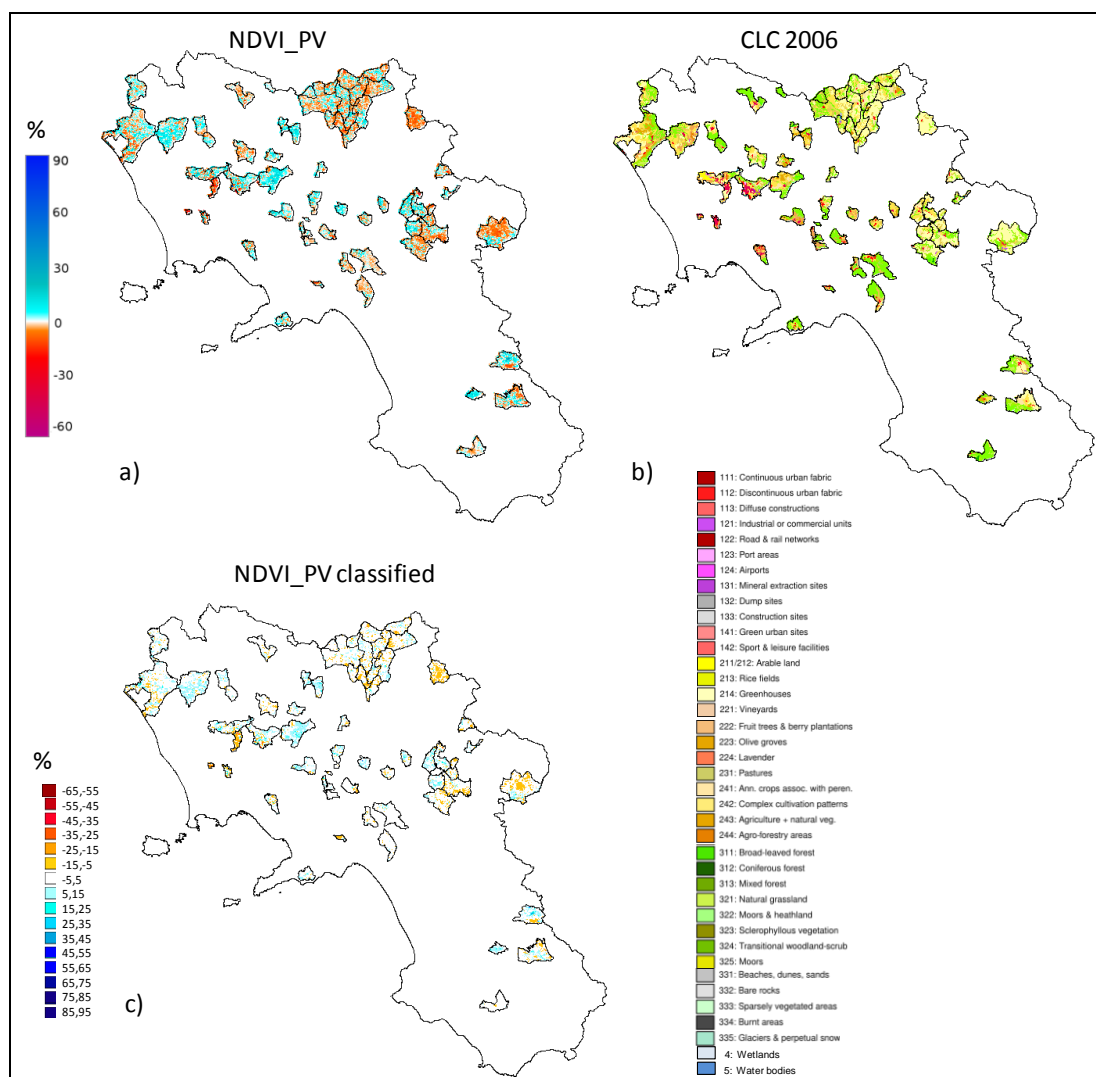 NDVI_PV
CLC 2006
%
90
60
30
0
-30
-60
a)
b)
111: Continuous urban fabric
112: Discontinuous urban fabric
113: Diffuse constructions
121: Industrial or commercial units
122: Road & rail networks
123: Port areas
124: Airports
131: Mineral extraction sites
132: Dump sites
133: Construction sites
141: Green urban sites
142: Sport & leisure facilities
211/212: Arable land
213: Rice fields
214: Greenhouses
221: Vineyards
222: Fruit trees & berry plantations
223: Olive groves
224: Lavender
231: Pastures
241: Ann. crops assoc. with peren.
242: Complex cultivation patterns
243: Agriculture + natural veg.
244: Agro-forestry areas
311: Broad-leaved forest
312: Coniferous forest
313: Mixed forest
321: Natural grassland
322: Moors & heathland
323: Sclerophyllous vegetation
324: Transitional woodland-scrub
325: Moors
331: Beaches, dunes, sands
332: Bare rocks
333: Sparsely vegetated areas
334: Burnt areas
335: Glaciers & perpetual snow
4: Wetlands
5: Water bodies
NDVI_PV classified
%
-65,-55
-55,-45
-45,-35
-35,-25
-25,-15
-15,-5
-5,5
5,15
15,25
25,35
35,45
45,55
55,65
65,75
75,85
85,95
c)